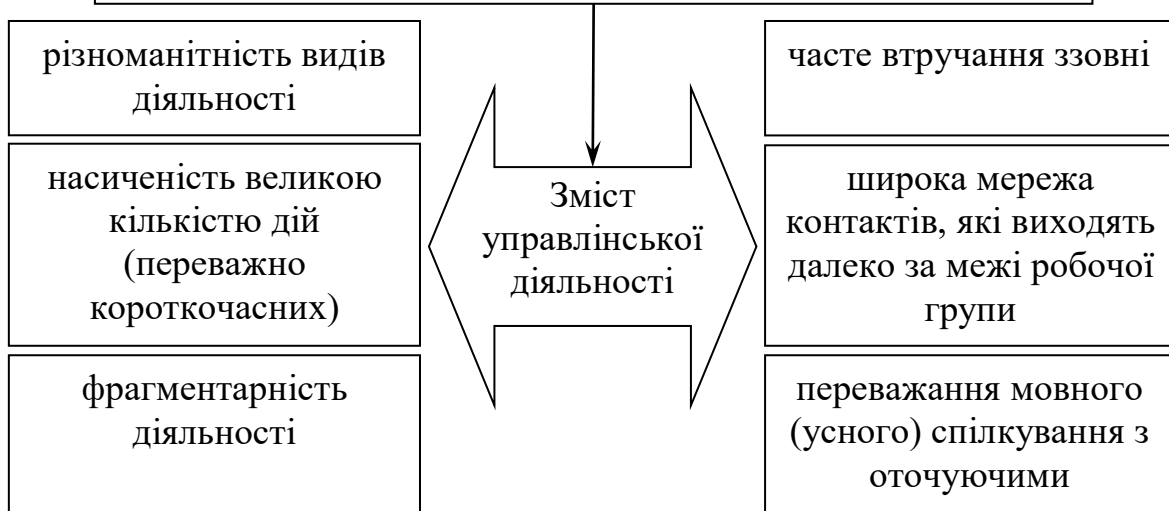 різноманітність видів
діяльності
насиченість великою
кількістю дій
(переважно
короткочасних)
фрагментарність
діяльності
Зміст
управлінської
діяльності
часте втручання ззовні
широка мережа
контактів, які виходять
далеко за межі робочої
групи
переважання мовного
(усного) спілкування з
оточуючими